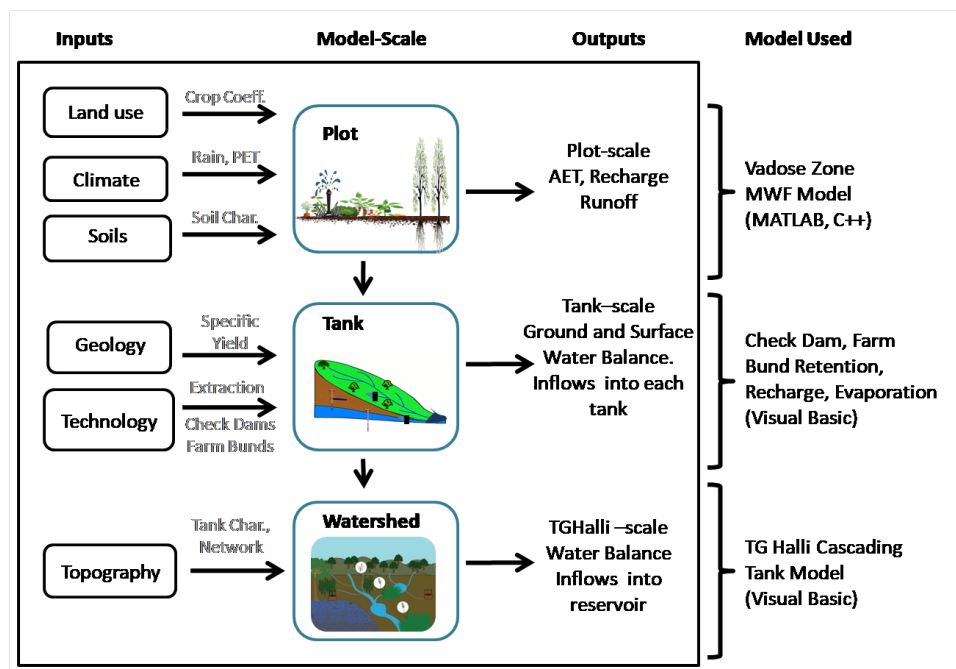 Inputs
Model-Scale
Outputs
Model Used
Land use
Crop Coeff.
Climate
Rain, PET
Soils
Soil Char.
Plot
Plot-scale
AET, Recharge
Runoff
Vadose Zone
MWF Model
(MATLAB, C++)
Geology
Specific
Yield
Technology
Extraction
Check Dams
Farm Bunds
Tank
Tank–scale
Ground and Surface
Water Balance.
Inflows into each
tank
Check Dam, Farm
Bund Retention,
Recharge, Evaporation
(Visual Basic)
Topography
Tank Char.,
Network
Watershed
TGHalli –scale
Water Balance
Inflows into
reservoir
TG Halli Cascading
Tank Model
(Visual Basic)